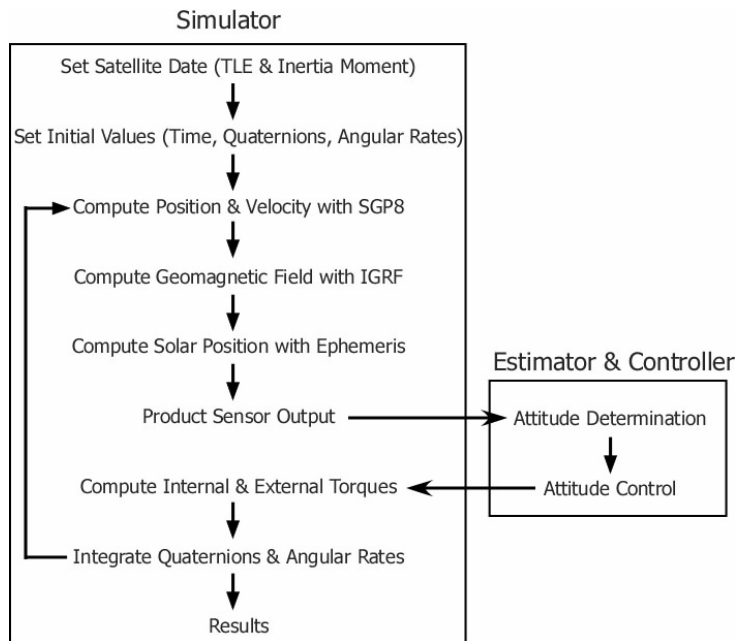 Simulator
Set Satellite Date (TLE & Inertia Moment)
Set Initial Values (Time, Quaternions, Angular Rates)
Compute Position & Velocity with SGP8
Compute Geomagnetic Field with IGRF
Compute Solar Position with Ephemeris
Product Sensor Output
Compute Internal & External Torques
Integrate Quaternions & Angular Rates
Results
Estimator & Controller
Attitude Determination
Attitude Control